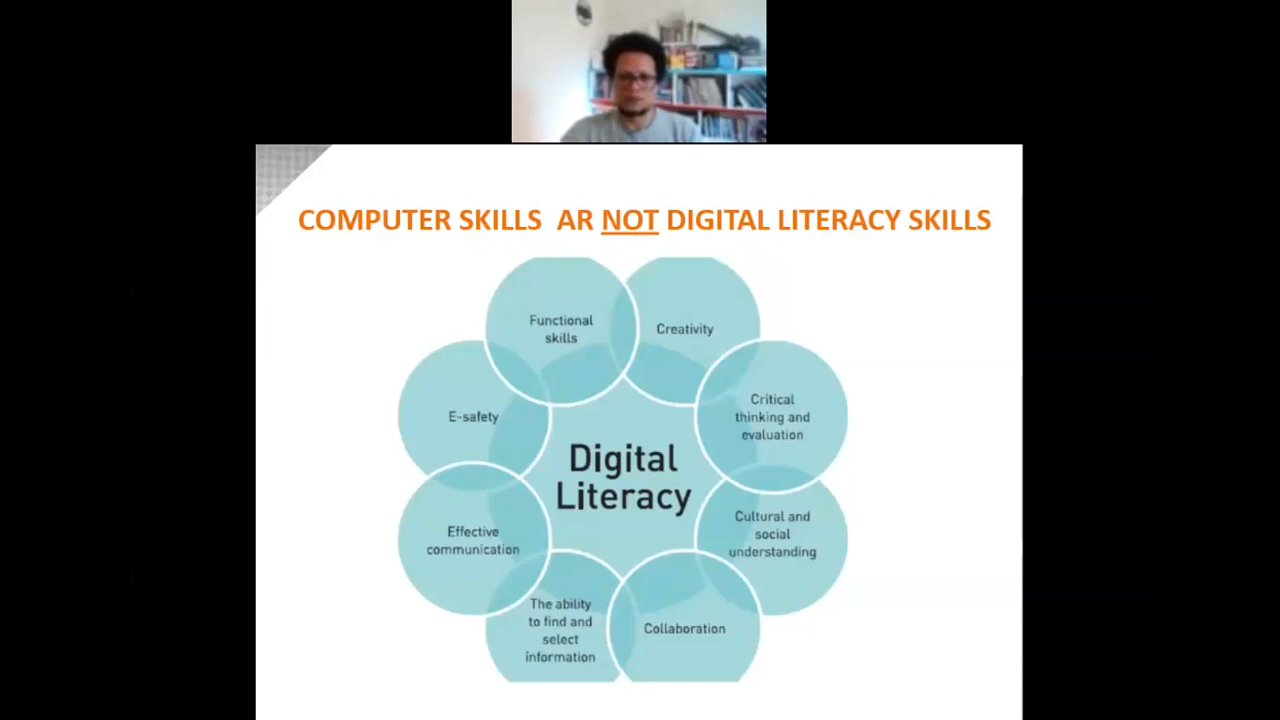 COMPUTER SKILLS  AR NOT DIGITAL LITERACY SKILLS
Functional
skills
Creativity
Critical
thinking and
evaluation
Cultural and
social
understanding
Collaboration
The ability
to find and
select
information
Effective
communication
E-safety
Digital
Literacy